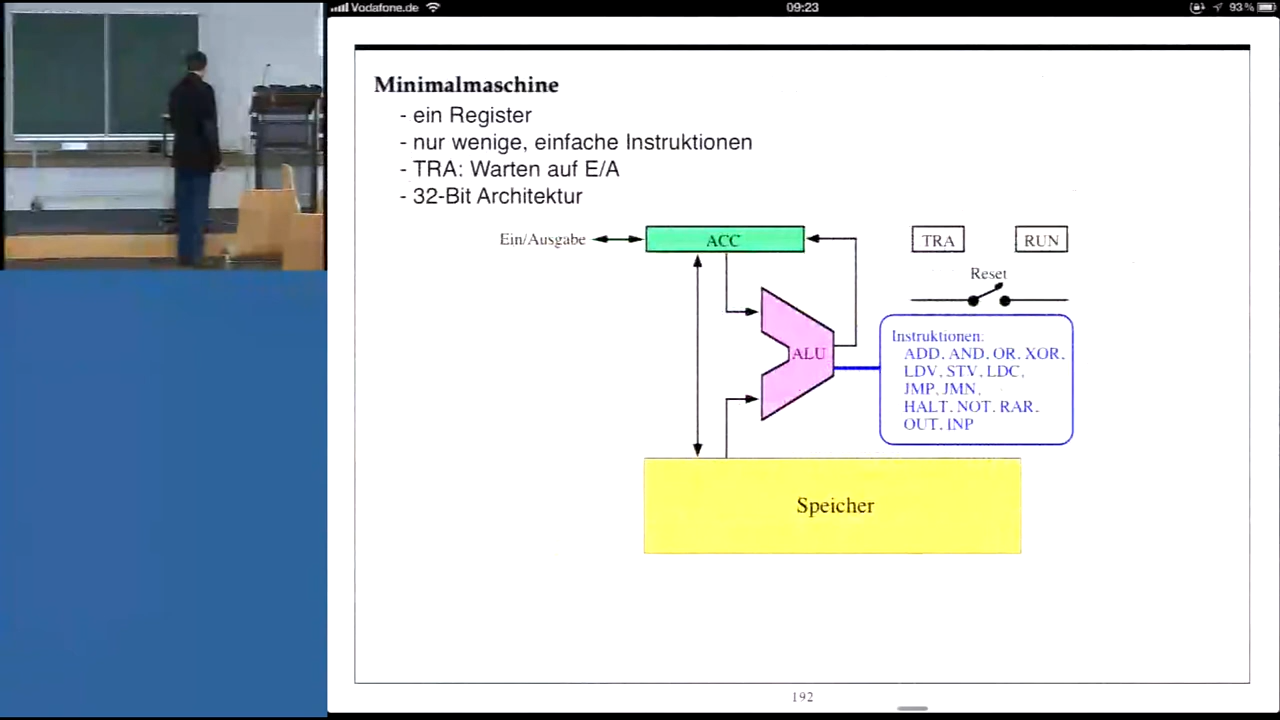 Vodafone.de
09:23
93 %
Minimalmaschine
- ein Register
- nur wenige, einfache Instruktionen
- TRA: Warten auf E/A
- 32-Bit Architektur
Ein/Ausgabe
ACC
TRA
RUN
Reset
ALU
Instruktionen:
ADD, AND, OR, XOR,
LDV, STV, LDC,
JMP, JMN,
HALT, NOT, RAR,
OUT, INP
Speicher
192